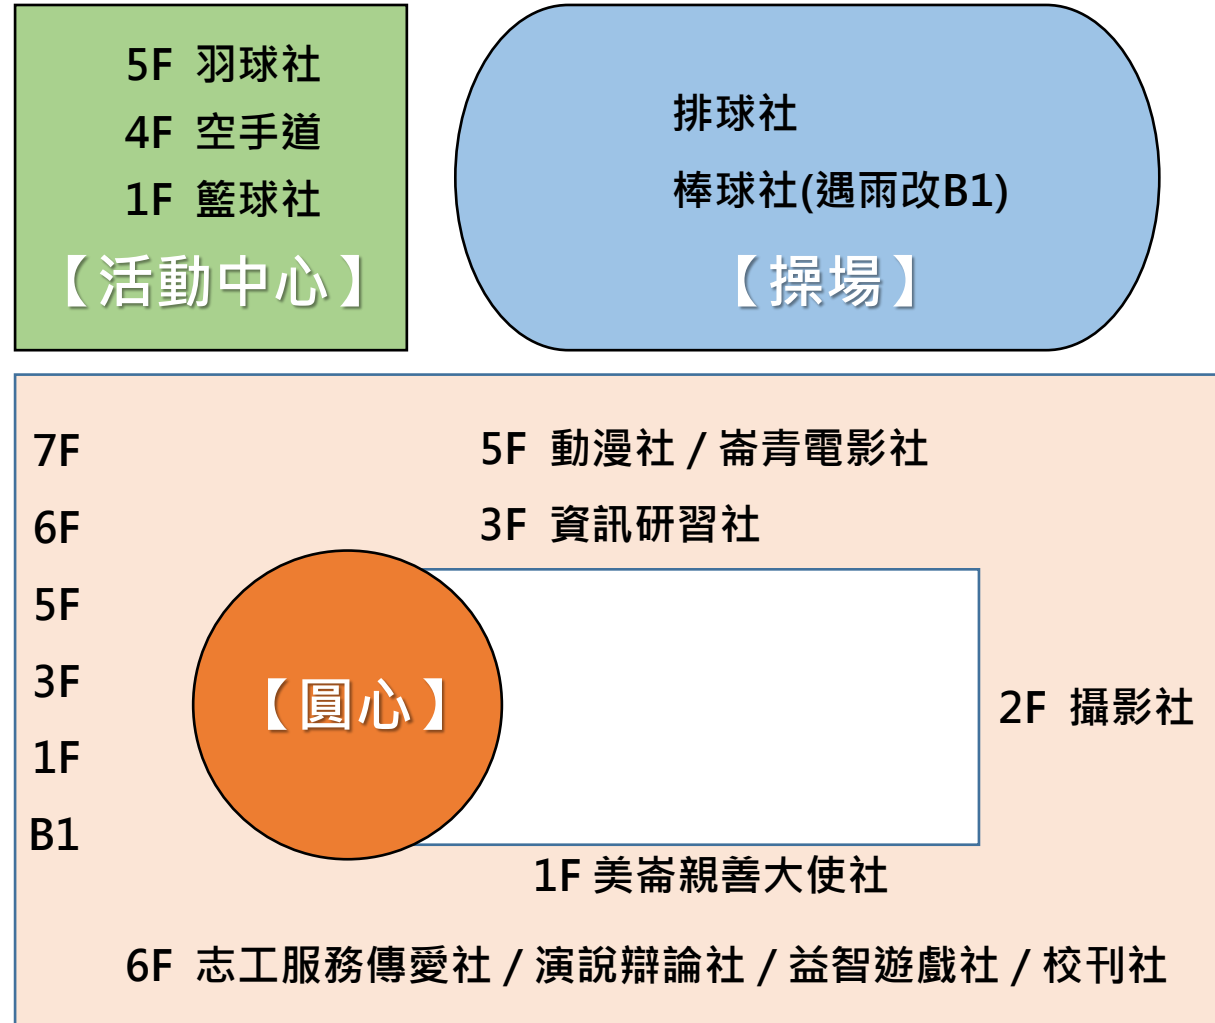 5F 羽球社
4F 空手道
1F 籃球社
【活動中心】
排球社
棒球社(遇雨改B1)
【操場】
7F
6F
5F
3F
1F
B1
5F 動漫社 / 崙青電影社
3F 資訊研習社
【圓心】
2F 攝影社
1F 美崙親善大使社
6F 志工服務傳愛社 / 演說辯論社 / 益智遊戲社 / 校刊社